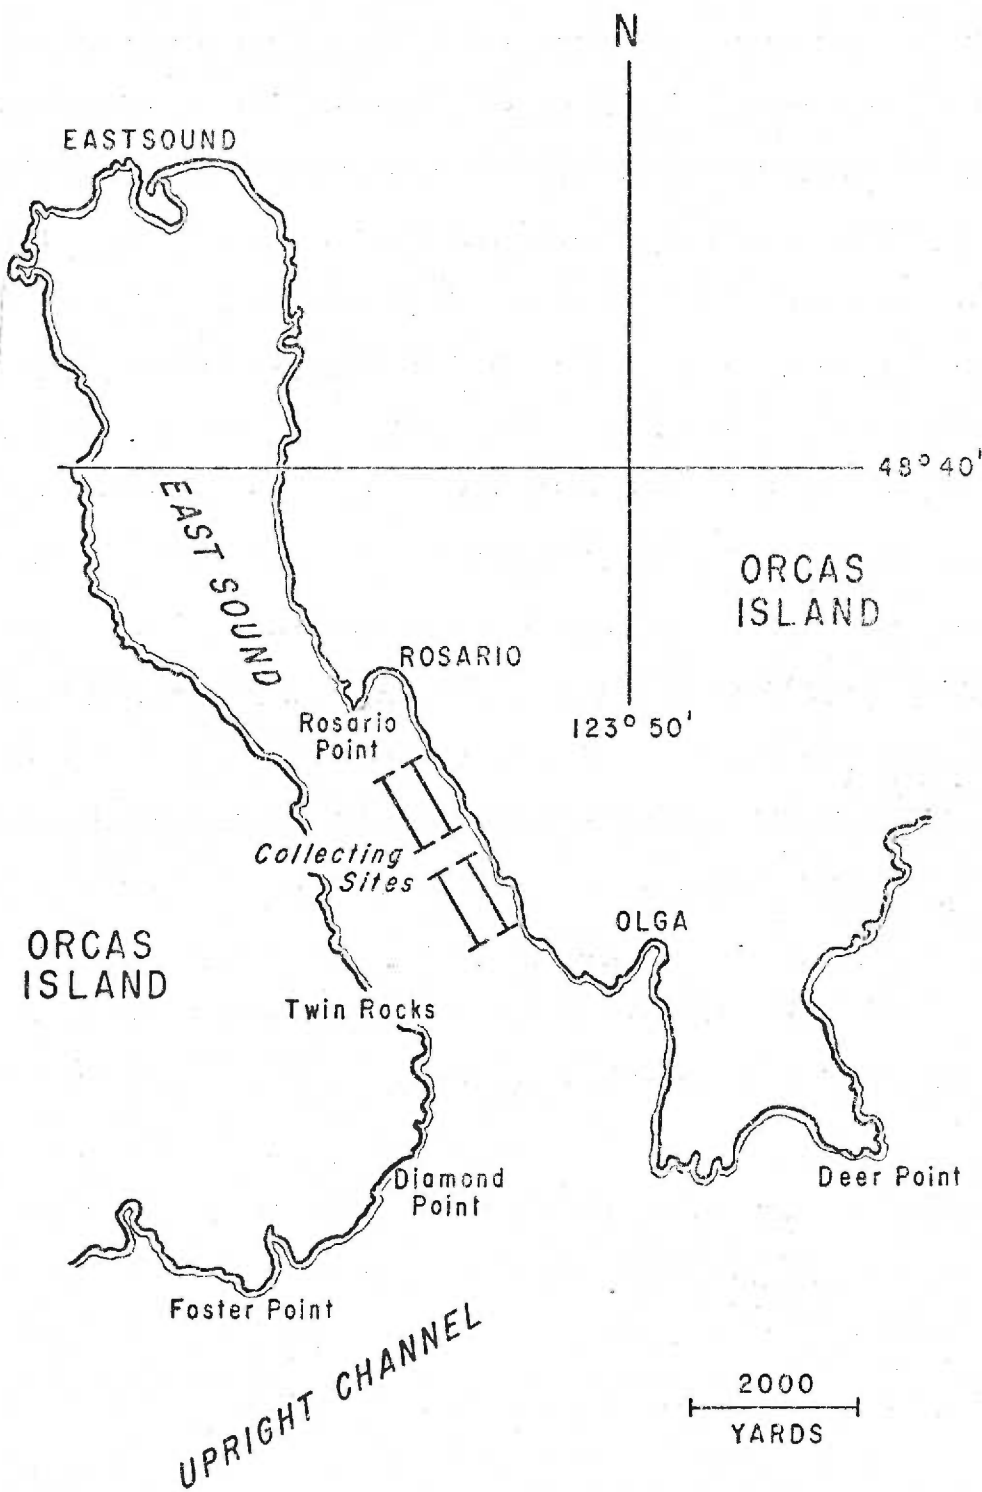 N
EASTSOUND
48° 40'
EAST SOUND
ORCAS
ISLAND
ROSARIO
Rosario
Point
123° 50'
Collecting
Sites
OLGA
ORCAS
ISLAND
Twin Rocks
Diamond
Point
Deer Point
Foster Point
UPRIGHT CHANNEL
2000
YARDS